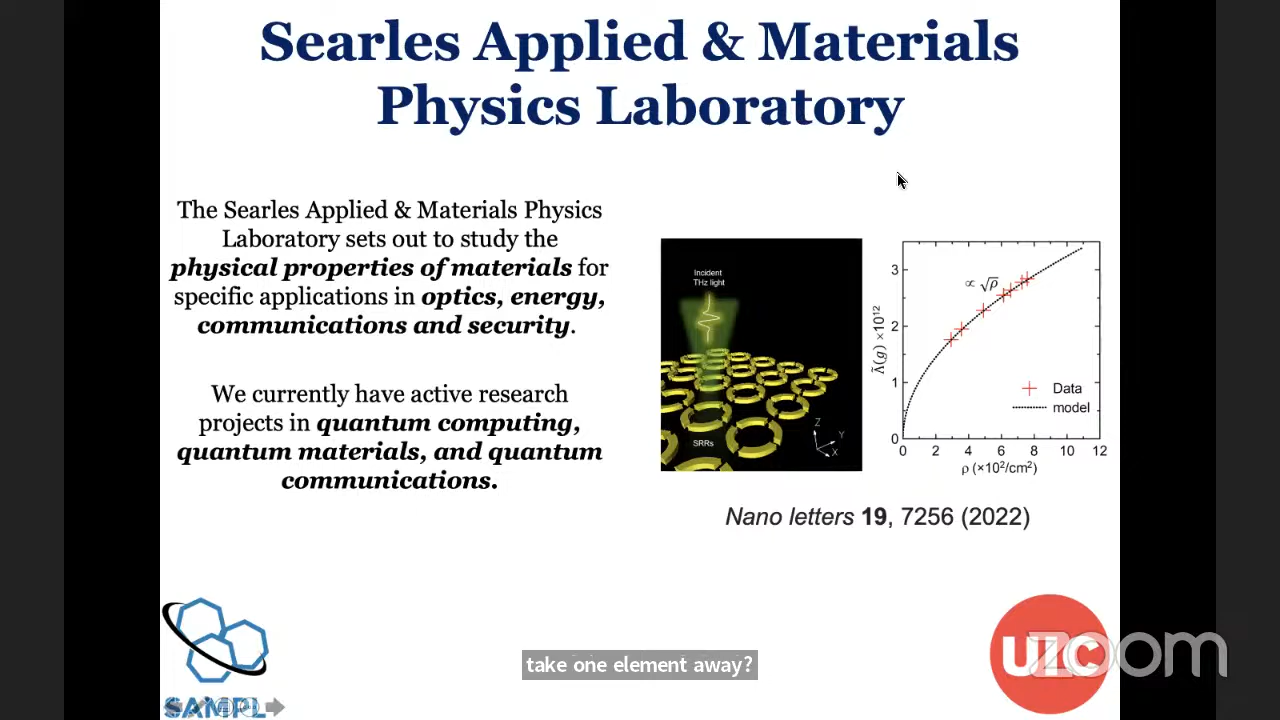 Searles Applied & Materials
Physics Laboratory
The Searles Applied & Materials Physics
Laboratory sets out to study the
physical properties of materials for
specific applications in optics, energy,
communications and security.
We currently have active research
projects in quantum computing,
quantum materials, and quantum
communications.
Incident
THz light
SRRs
Z
Y
X
Λ̃(g) ×10¹²
3
2
1
0
∝ √ρ
Data
model
0 2 4 6 8 10 12
ρ (×10²/cm²)
Nano letters 19, 7256 (2022)
SAMPL
take one element away?
UIC
zoom